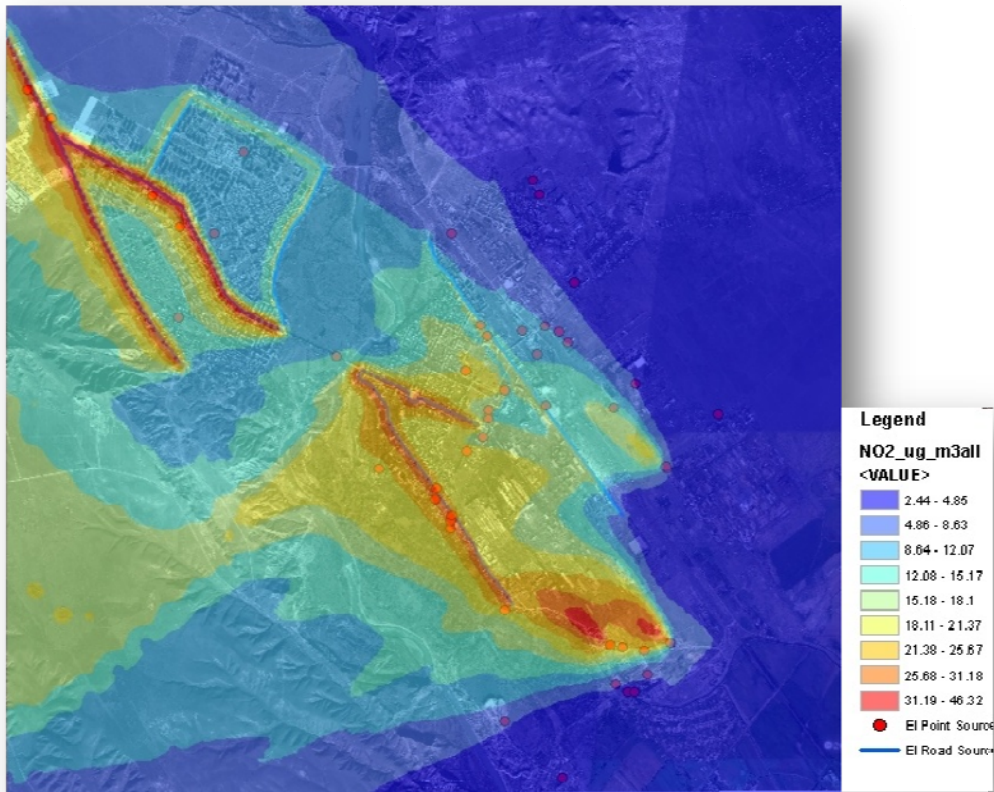 Legend
NO2_ug_m3all
<VALUE>
2.44 - 4.85
4.86 - 8.63
8.64 - 12.07
12.08 - 15.17
15.18 - 18.1
18.11 - 21.37
21.38 - 25.67
25.68 - 31.18
31.19 - 46.32
EI Point Source
EI Road Sourc